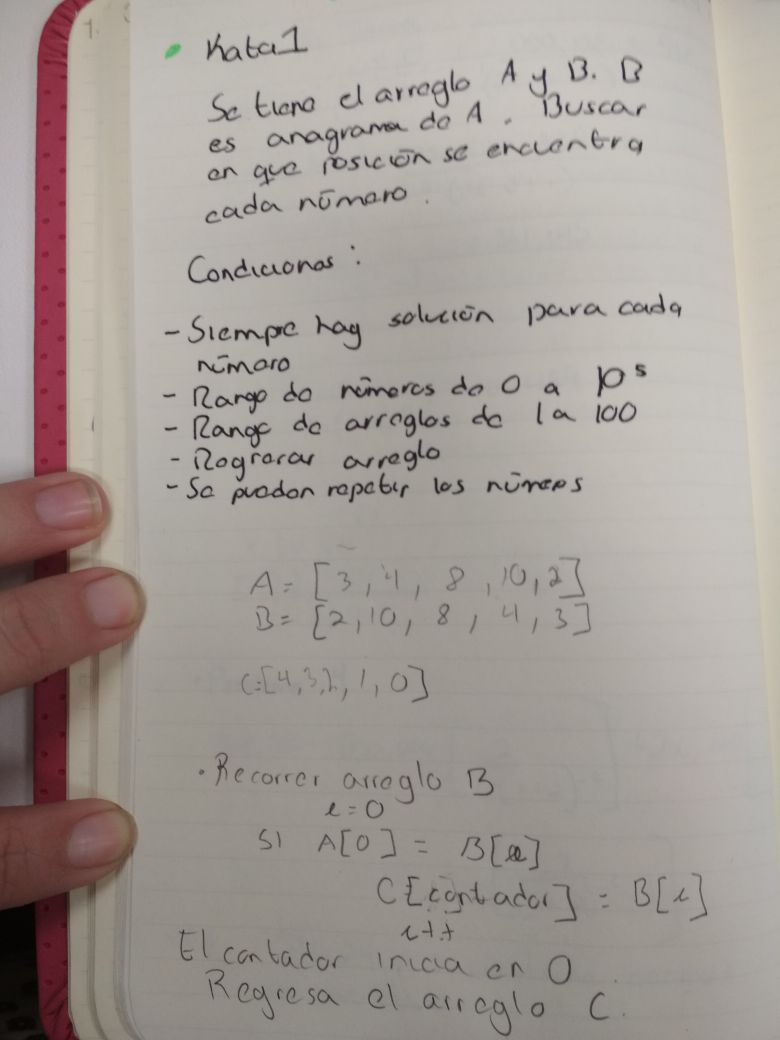 Kata 1
Se tiene el arreglo A y B. B
es anagrama de A. Buscar
en que posición se encuentra
cada número.
Condiciones:
- Siempre hay solución para cada
número
- Rango de números de 0 a 10⁵
- Rango de arreglos de 1 a 100
- Regresar arreglo
- Se pueden repetir los números
A = [3, 4, 8, 10, 2]
B = [2, 10, 8, 4, 3]
C=[4,3,2,1,0]
• Recorrer arreglo B
i=0
Si A[0] = B[i]
C[contador] = B[i]
i++
El contador inicia en 0.
Regresa el arreglo C.